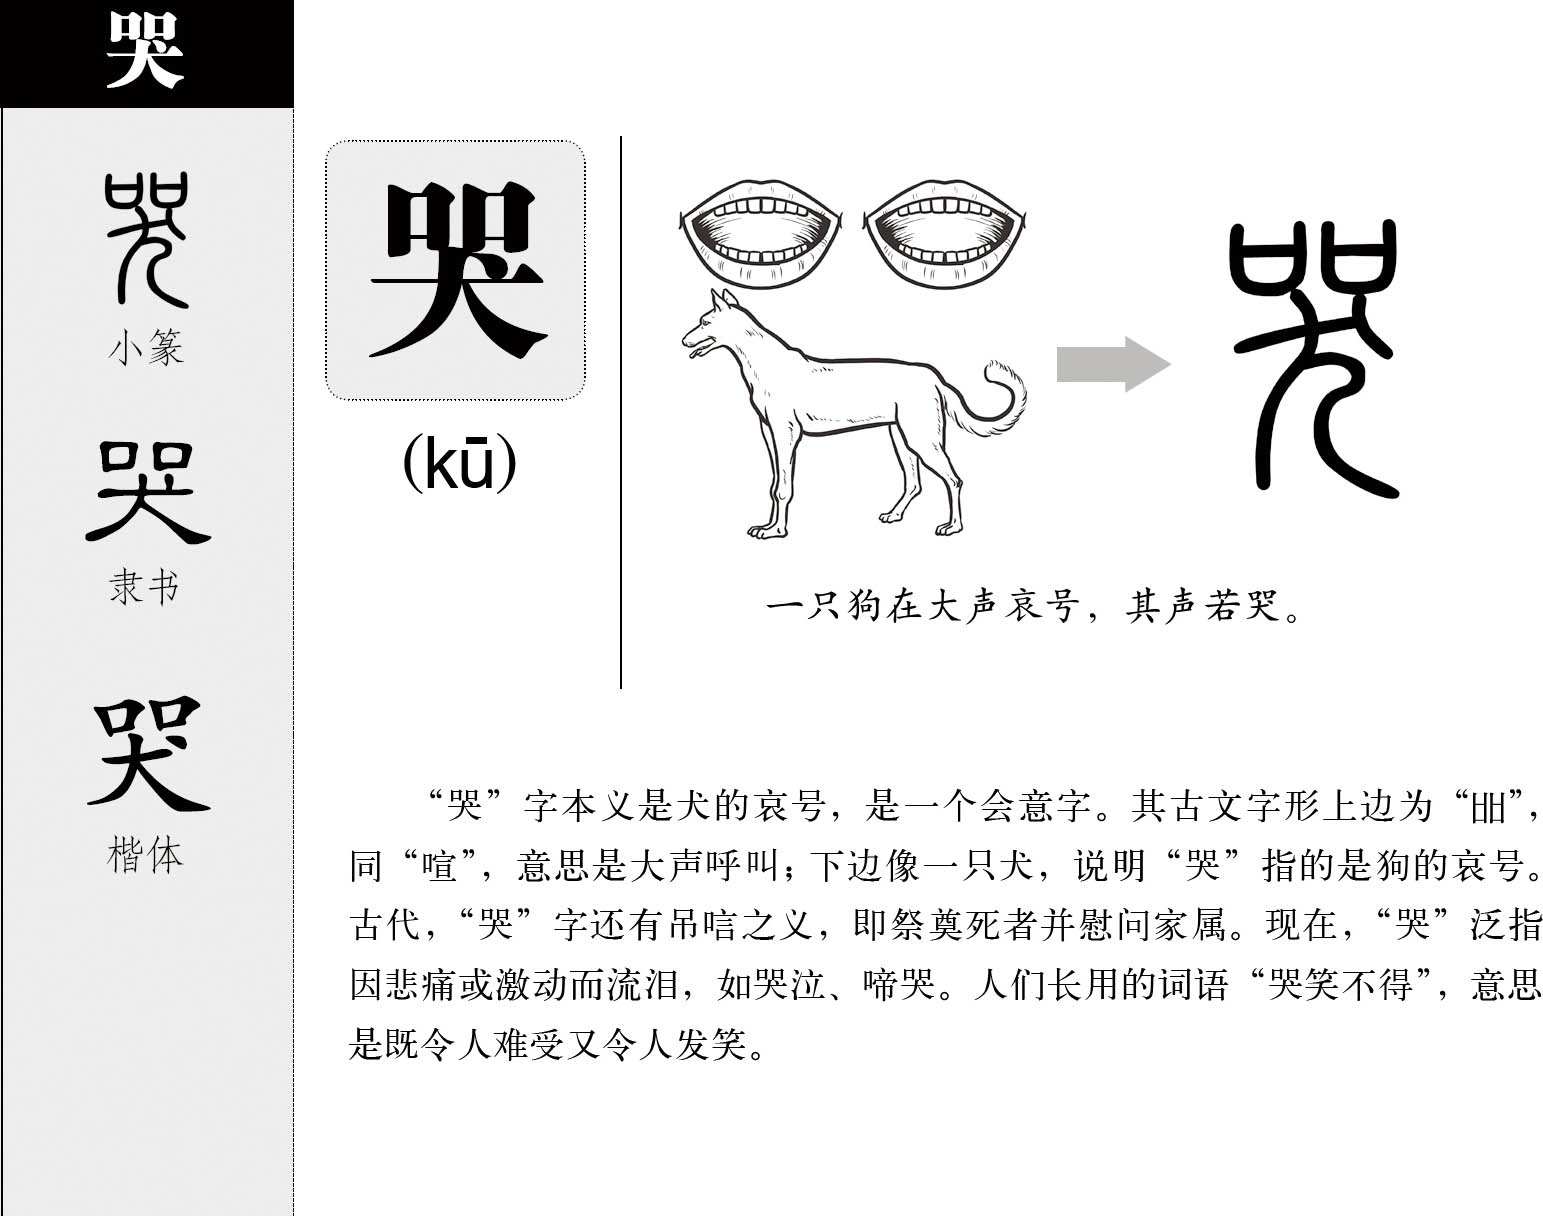 哭
哭
小篆
哭
隶书
哭
楷体
哭
(kū)
哭
一只狗在大声哀号，其声若哭。
“哭”字本义是犬的哀号，是一个会意字。其古文字形上边为“吅”，
同“喧”，意思是大声呼叫；下边像一只犬，说明“哭”指的是狗的哀号。
古代，“哭”字还有吊唁之义，即祭奠死者并慰问家属。现在，“哭”泛指
因悲痛或激动而流泪，如哭泣、啼哭。人们长用的词语“哭笑不得”，意思
是既令人难受又令人发笑。